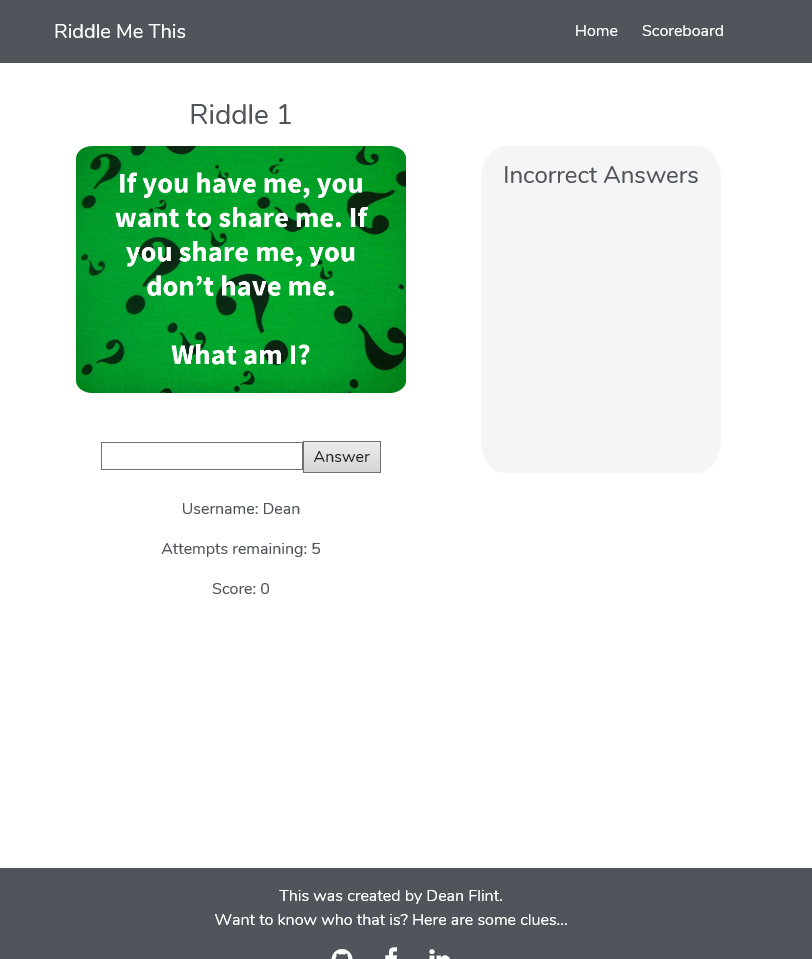 Riddle Me This
Home Scoreboard
Riddle 1
If you have me, you
want to share me. If
you share me, you
don’t have me.
What am I?
Incorrect Answers
Answer
Username: Dean
Attempts remaining: 5
Score: 0
This was created by Dean Flint.
Want to know who that is? Here are some clues...